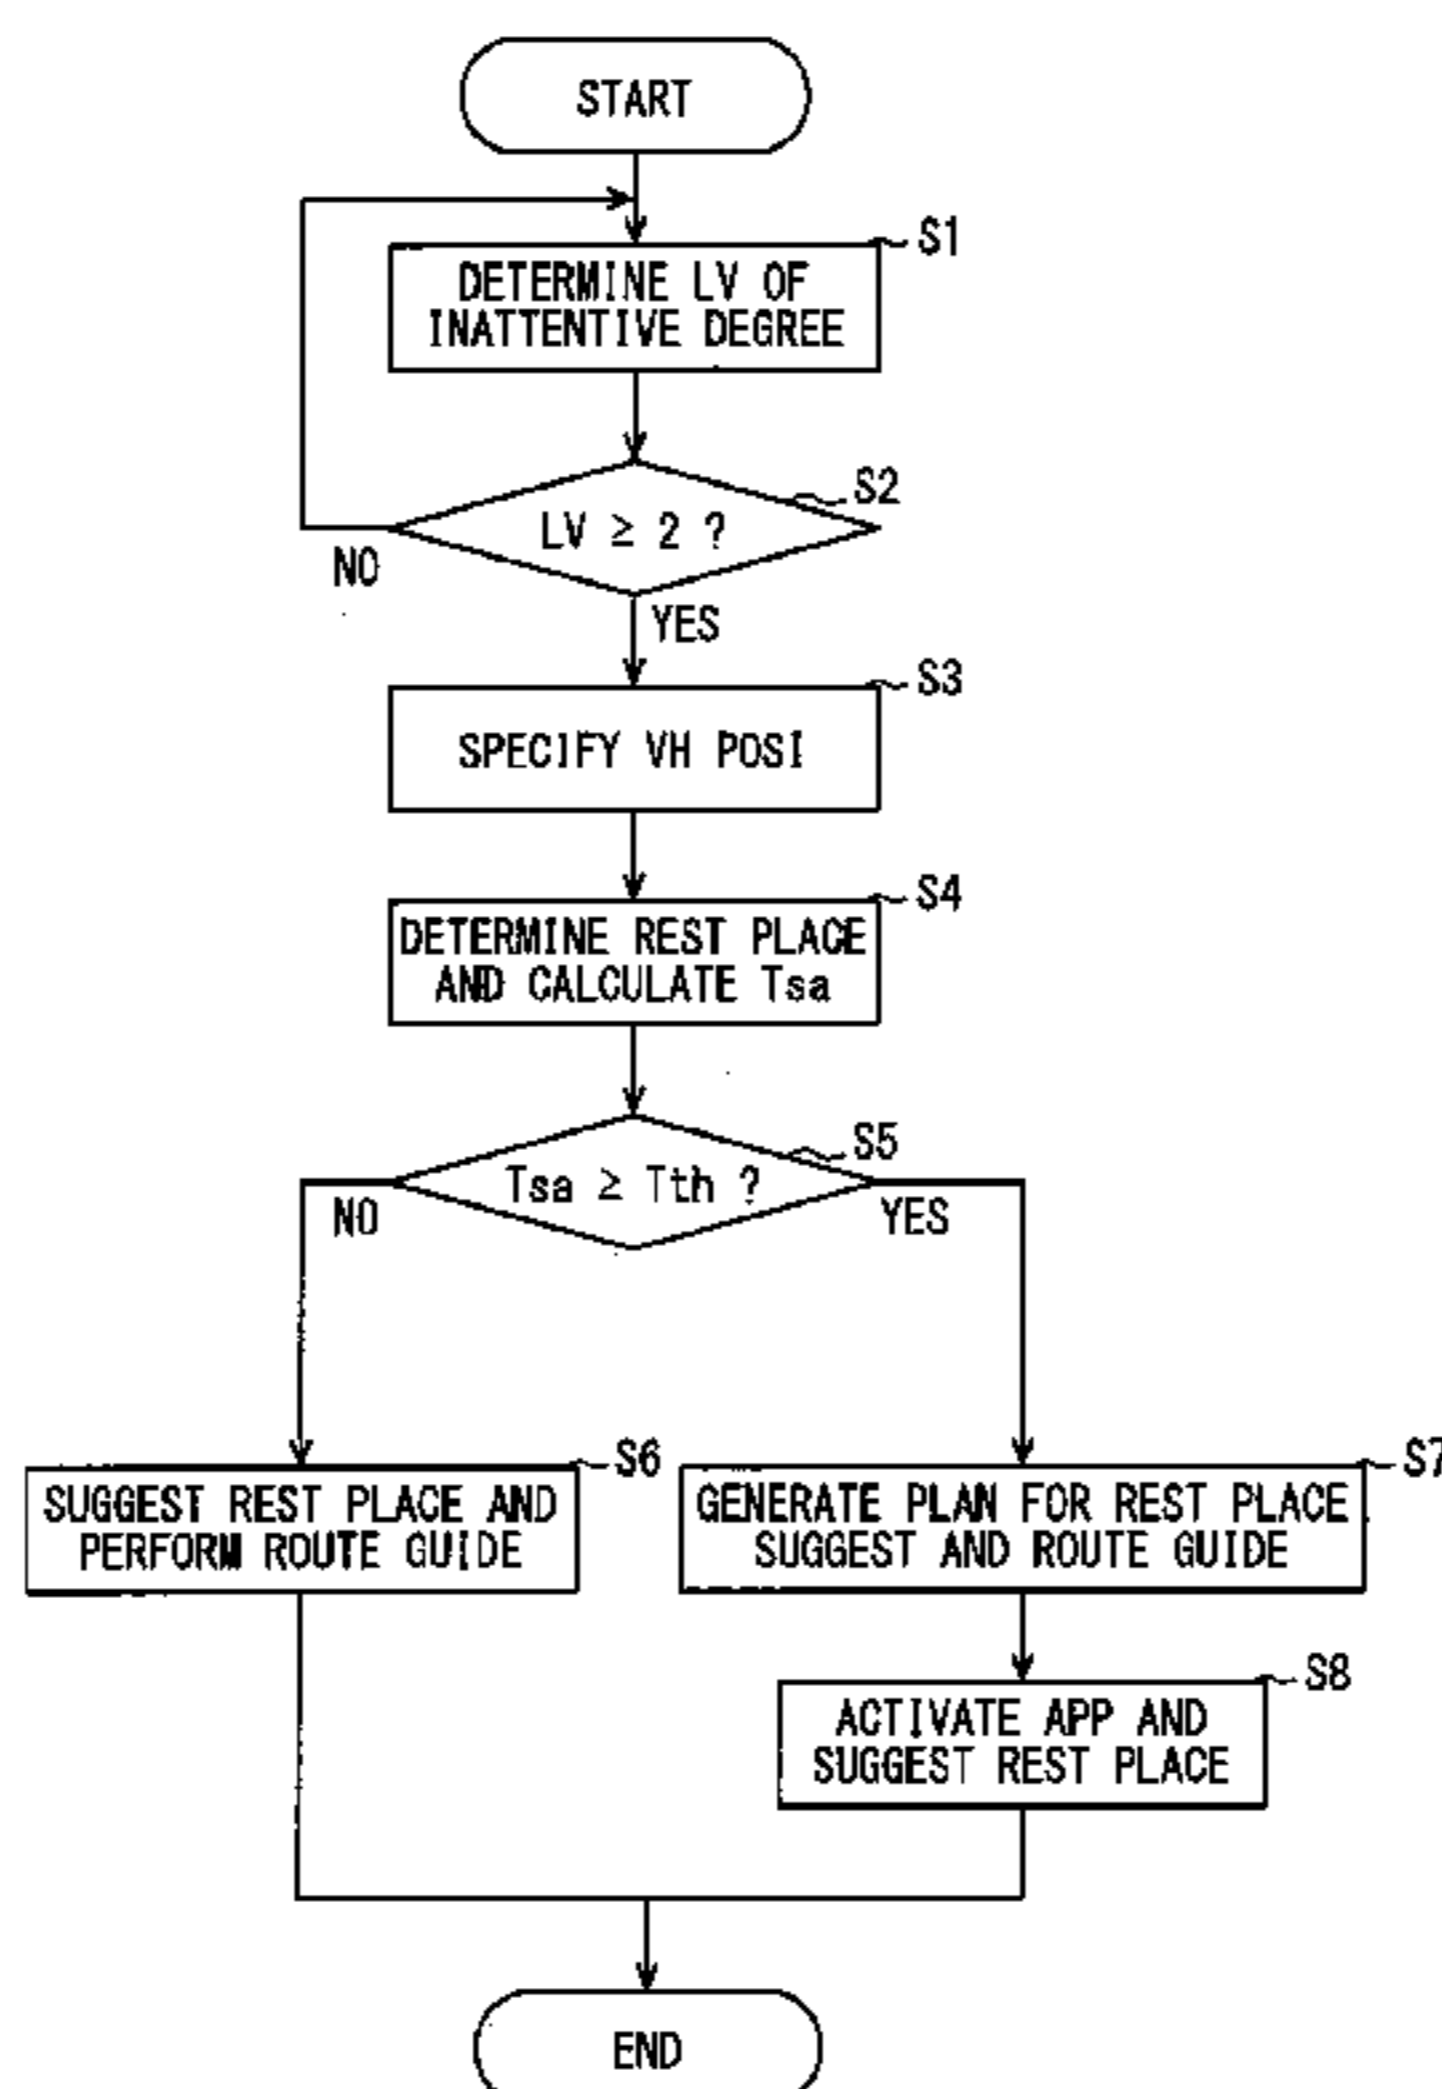 START
S1
DETERMINE LV OF
INATTENTIVE DEGREE
S2
LV ≥ 2 ?
NO
YES
S3
SPECIFY VH POSI
S4
DETERMINE REST PLACE
AND CALCULATE Tsa
S5
Tsa ≥ Tth ?
NO
YES
S6
SUGGEST REST PLACE AND
PERFORM ROUTE GUIDE
S7
GENERATE PLAN FOR REST PLACE
SUGGEST AND ROUTE GUIDE
S8
ACTIVATE APP AND
SUGGEST REST PLACE
END